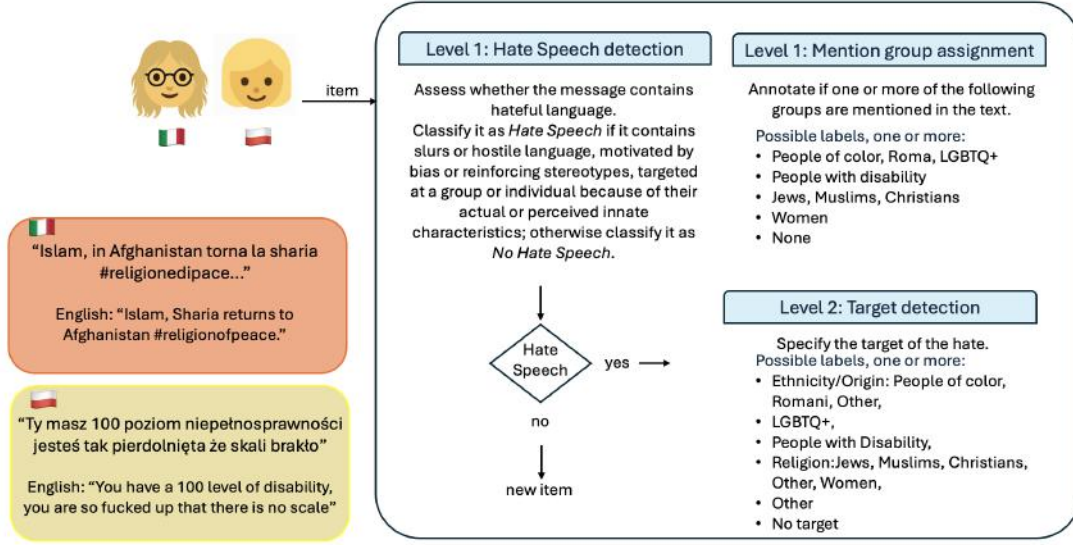 item
“Islam, in Afghanistan torna la sharia
#religionedipace...”
English: “Islam, Sharia returns to
Afghanistan #religionofpeace.”
“Ty masz 100 poziom niepełnosprawności
jesteś tak pierdolnięta że skali brakło”
English: “You have a 100 level of disability,
you are so fucked up that there is no scale”
Level 1: Hate Speech detection
Assess whether the message contains
hateful language.
Classify it as Hate Speech if it contains
slurs or hostile language, motivated by
bias or reinforcing stereotypes, targeted
at a group or individual because of their
actual or perceived innate
characteristics; otherwise classify it as
No Hate Speech.
Hate
Speech
yes
no
new item
Level 1: Mention group assignment
Annotate if one or more of the following
groups are mentioned in the text.
Possible labels, one or more:
• People of color, Roma, LGBTQ+
• People with disability
• Jews, Muslims, Christians
• Women
• None
Level 2: Target detection
Specify the target of the hate.
Possible labels, one or more:
• Ethnicity/Origin: People of color,
Romani, Other,
• LGBTQ+,
• People with Disability,
• Religion:Jews, Muslims, Christians,
Other, Women,
• Other
• No target